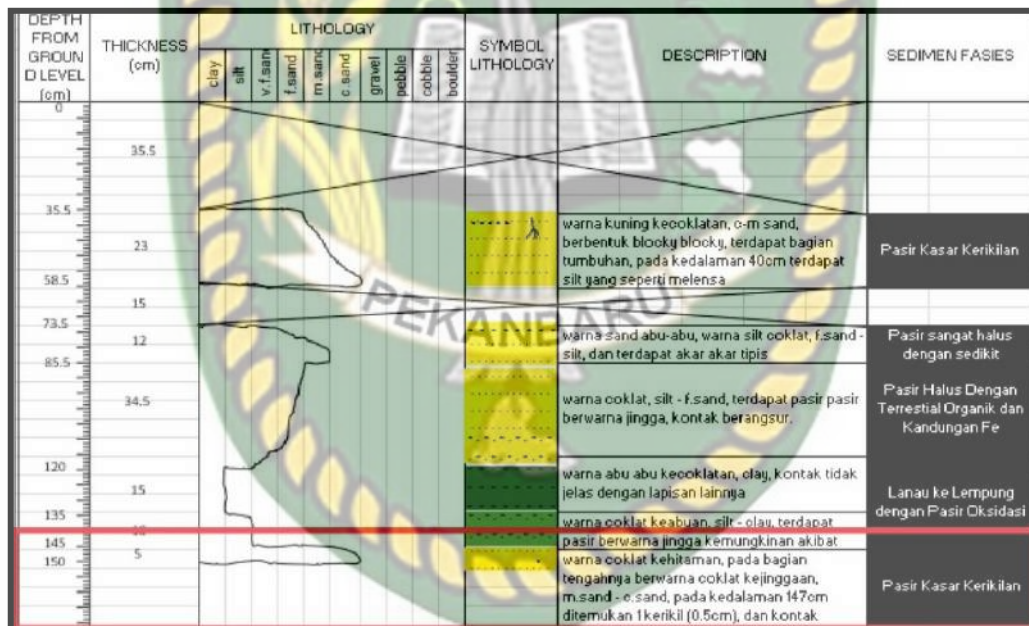 DEPTH
FROM
GROUN
D LEVEL
(cm)
THICKNESS
(cm)
LITHOLOGY
clay
silt
v.f.sand
f.sand
m.sand
c.sand
gravel
pebble
cobble
boulder
SYMBOL
LITHOLOGY
DESCRIPTION
SEDIMEN FASIES
0
35.5
35.5
23
warna kuning kecoklatan, c-m sand,
berbentuk blocky blocky, terdapat bagian
tumbuhan, pada kedalaman 40cm terdapat
silt yang seperti melensa
Pasir Kasar Kerikilan
58.5
15
PEKANBARU
73.5
12
warna sand abu-abu, warna silt coklat, f.sand -
silt, dan terdapat akar akar tipis
Pasir sangat halus
dengan sedikit
85.5
34.5
warna coklat, silt - f.sand, terdapat pasir pasir
berwarna jingga, kontak berangsur.
Pasir Halus Dengan
Terrestial Organik dan
Kandungan Fe
120
15
warna abu abu kecoklatan, clay, kontak tidak
jelas dengan lapisan lainnya
Lanau ke Lempung
dengan Pasir Oksidasi
135
10
warna coklat keabuan, silt - clay, terdapat
pasir berwarna jingga kemungkinan akibat
145
5
150
warna coklat kehitaman, pada bagian
tengahnya berwarna coklat kejinggaan,
m.sand - c.sand, pada kedalaman 147cm
ditemukan 1 kerikil (0.5cm), dan kontak
Pasir Kasar Kerikilan